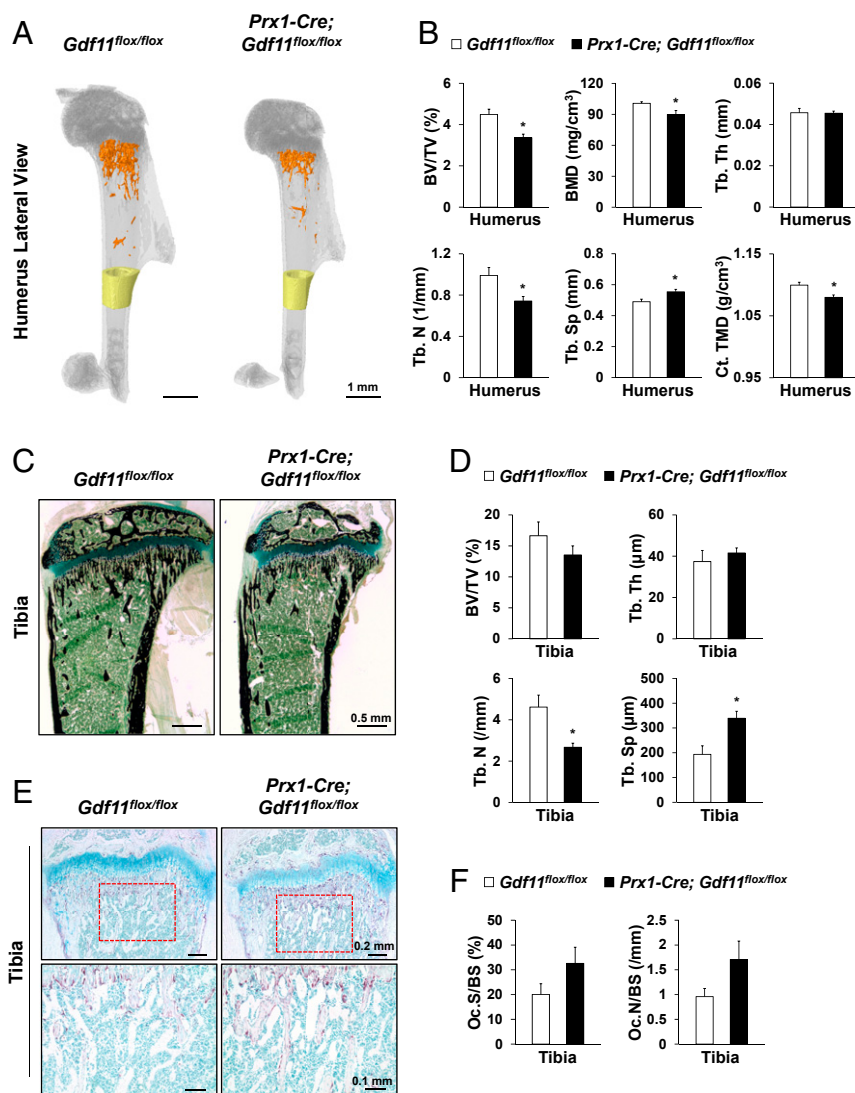 A
Gdf11flox/flox
Prx1-Cre;
Gdf11flox/flox
Humerus Lateral View
1 mm
B
Gdf11flox/flox
Prx1-Cre; Gdf11flox/flox
BV/TV (%)
6
4
2
0
*
Humerus
BMD (mg/cm3)
120
90
60
30
0
*
Humerus
Tb. Th (mm)
0.06
0.04
0.02
0
Humerus
Tb. N (1/mm)
1.2
0.8
0.4
0.0
*
Humerus
Tb. Sp (mm)
0.8
0.6
0.4
0.2
0.0
*
Humerus
Ct. TMD (g/cm3)
1.15
1.10
1.05
0.95
*
Humerus
C
Gdf11flox/flox
Prx1-Cre;
Gdf11flox/flox
Tibia
0.5 mm
D
Gdf11flox/flox
Prx1-Cre; Gdf11flox/flox
BV/TV (%)
20
15
10
5
0
Tibia
Tb. Th (µm)
60
40
20
0
Tibia
Tb. N (/mm)
6
4
2
0
*
Tibia
Tb. Sp (µm)
500
400
300
200
100
0
*
Tibia
E
Gdf11flox/flox
Prx1-Cre;
Gdf11flox/flox
Tibia
0.2 mm
0.1 mm
F
Gdf11flox/flox
Prx1-Cre; Gdf11flox/flox
Oc.S/BS
(%)
50
40
30
20
10
0
Tibia
Oc.N/BS (/mm)
2.5
2
1.5
1
0.5
0
Tibia